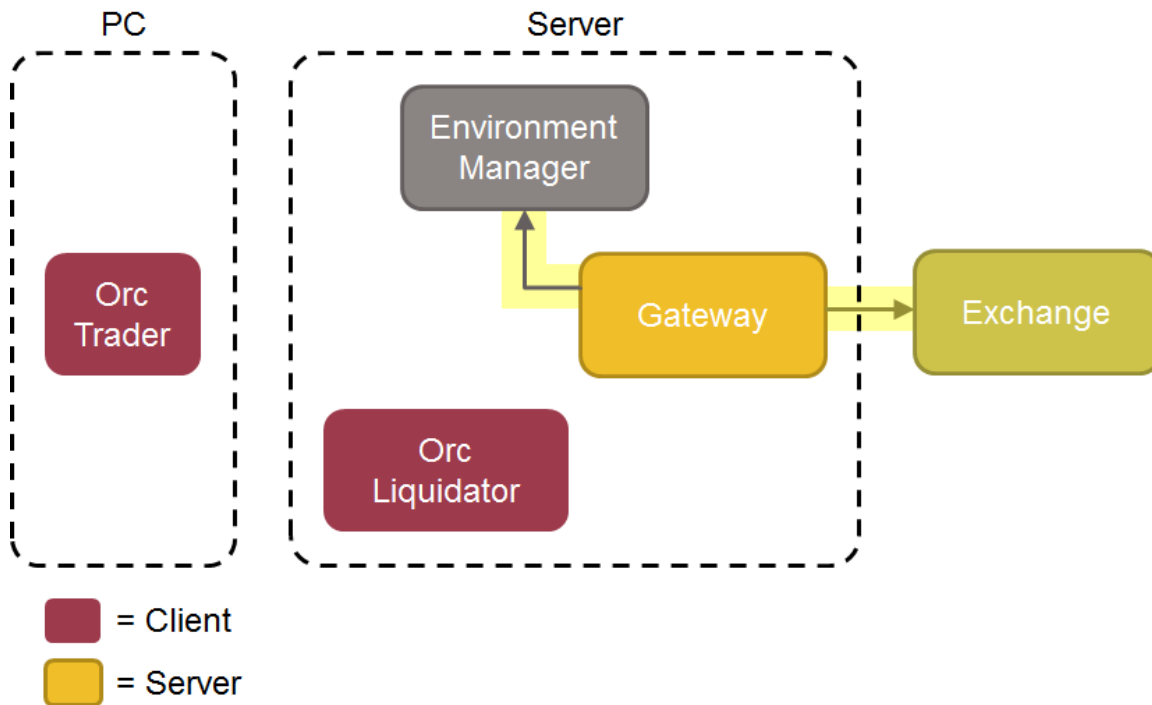 PC
Server
Environment
Manager
Orc
Trader
Gateway
Exchange
Orc
Liquidator
= Client
= Server